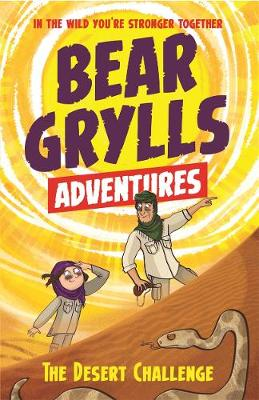 IN THE WILD YOU'RE STRONGER TOGETHER
BEAR
GRYLLS
ADVENTURES
THE DESERT CHALLENGE